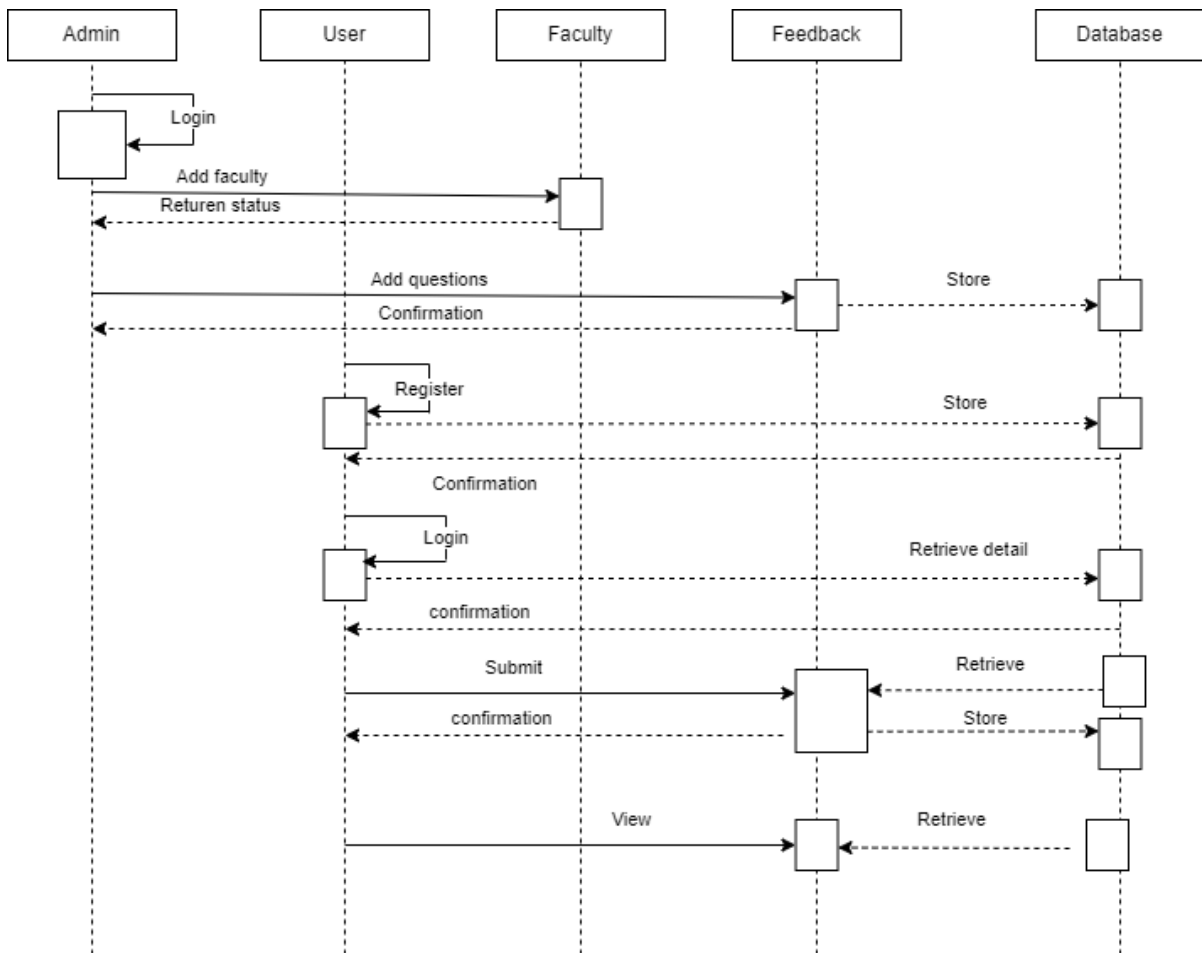 Admin
User
Faculty
Feedback
Database
Login
Add faculty
Returen status
Add questions
Store
Confirmation
Register
Store
Confirmation
Login
Retrieve detail
confirmation
Submit
Retrieve
confirmation
Store
View
Retrieve